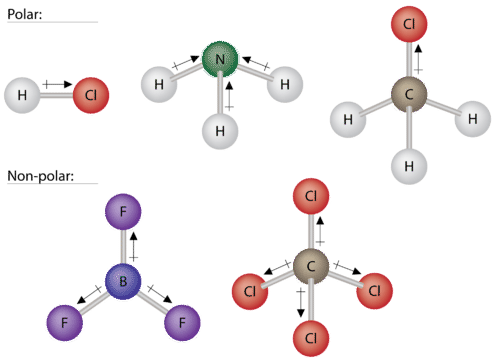 Polar:
Cl
N
H Cl H H
C
H H
H
H
Non-polar:
Cl
F
C
B
Cl Cl
F F
Cl